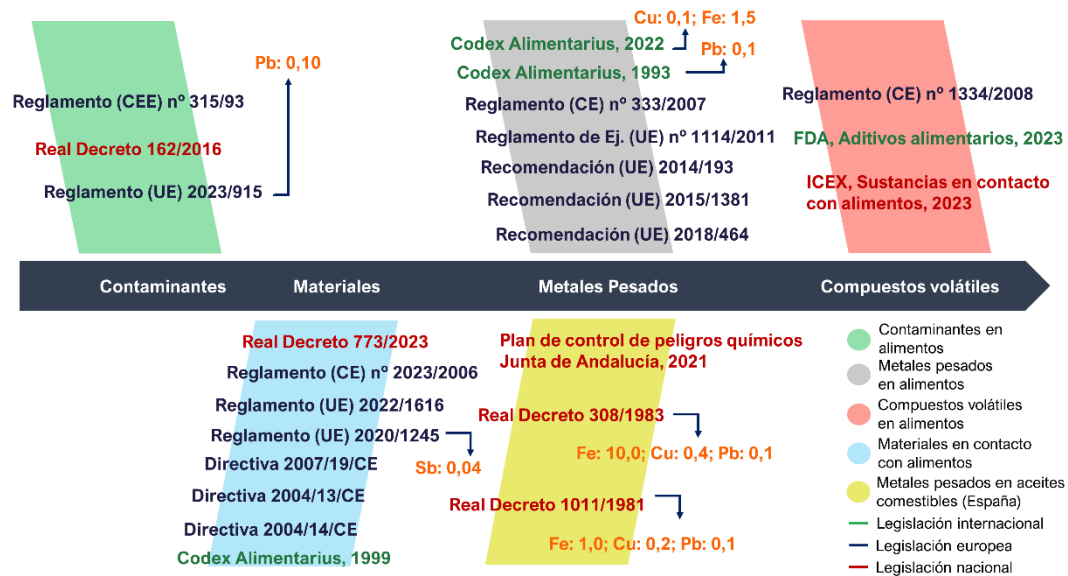 Pb: 0,10
Reglamento (CEE) nº 315/93
Real Decreto 162/2016
Reglamento (UE) 2023/915
Cu: 0,1; Fe: 1,5
Codex Alimentarius, 2022
Pb: 0,1
Codex Alimentarius, 1993
Reglamento (CE) nº 333/2007
Reglamento de Ej. (UE) nº 1114/2011
Recomendación (UE) 2014/193
Recomendación (UE) 2015/1381
Recomendación (UE) 2018/464
Reglamento (CE) nº 1334/2008
FDA, Aditivos alimentarios, 2023
ICEX, Sustancias en contacto
con alimentos, 2023
Contaminantes
Materiales
Metales Pesados
Compuestos volátiles
Real Decreto 773/2023
Reglamento (CE) nº 2023/2006
Reglamento (UE) 2022/1616
Reglamento (UE) 2020/1245
Sb: 0,04
Directiva 2007/19/CE
Directiva 2004/13/CE
Directiva 2004/14/CE
Codex Alimentarius, 1999
Plan de control de peligros químicos
Junta de Andalucía, 2021
Real Decreto 308/1983
Fe: 10,0; Cu: 0,4; Pb: 0,1
Real Decreto 1011/1981
Fe: 1,0; Cu: 0,2; Pb: 0,1
Contaminantes en
alimentos
Metales pesados
en alimentos
Compuestos volátiles
en alimentos
Materiales en contacto
con alimentos
Metales pesados en aceites
comestibles (España)
Legislación internacional
Legislación europea
Legislación nacional